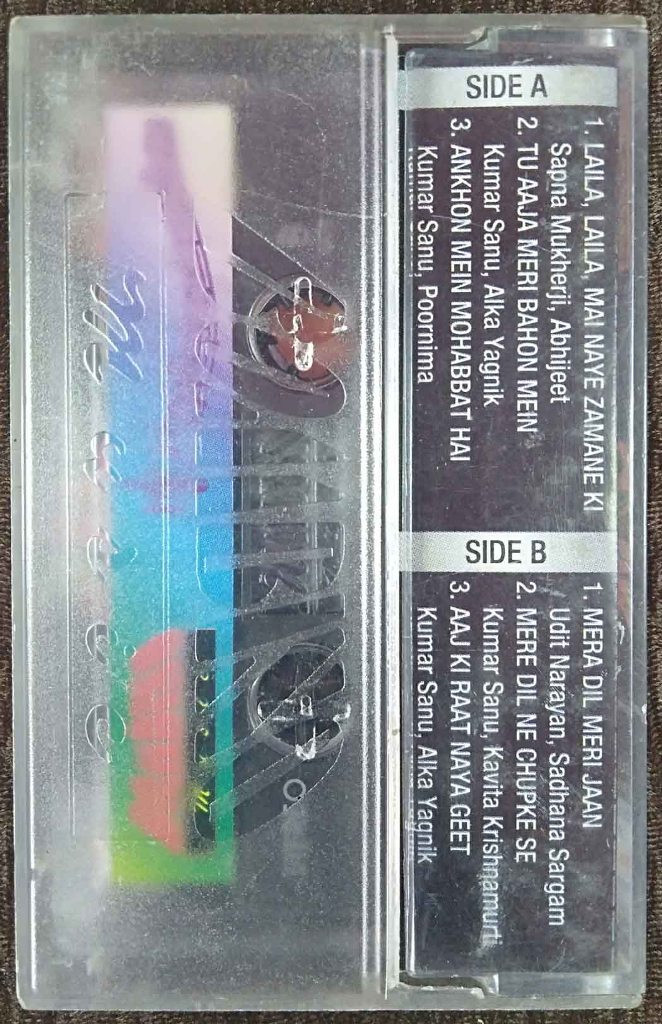 SIDE A
1. LAILA, LAILA, MAI NAYE ZAMANE KI
Sapna Mukherji, Abhijeet
2. TU AAJA MERI BAHON MEIN
Kumar Sanu, Alka Yagnik
3. ANKHON MEIN MOHABBAT HAI
Kumar Sanu, Poornima
SIDE B
1. MERA DIL MERI JAAN
Udit Narayan, Sadhana Sargam
2. MERE DIL NE CHUPKE SE
Kumar Sanu, Kavita Krishnamurti
3. AAJ KI RAAT NAYA GEET
Kumar Sanu, Alka Yagnik